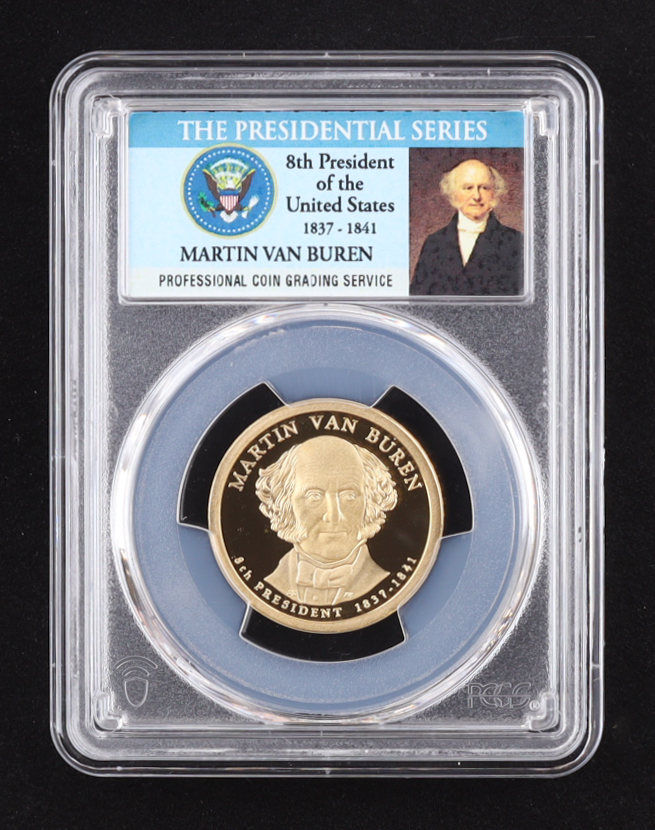 THE PRESIDENTIAL SERIES
8th President
of the
United States
1837 - 1841
MARTIN VAN BUREN
PROFESSIONAL COIN GRADING SERVICE
MARTIN VAN BUREN
8th PRESIDENT 1837-1841
PCGS®